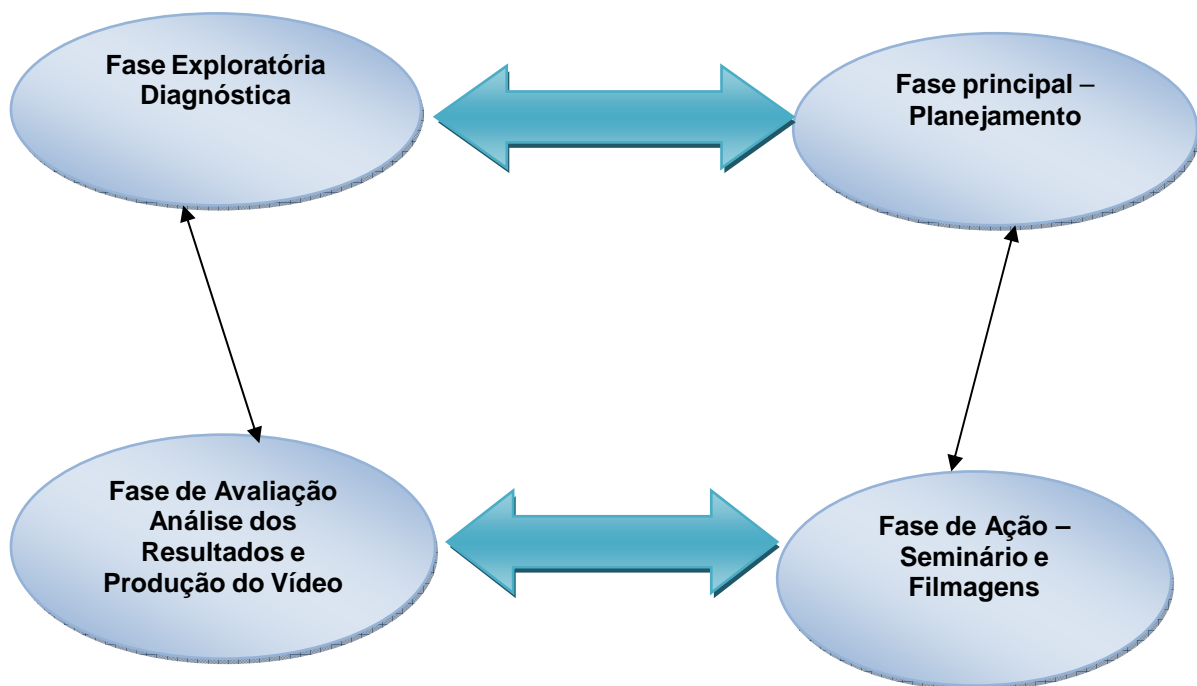 Fase Exploratória
Diagnóstica
Fase principal –
Planejamento
Fase de Avaliação
Análise dos
Resultados e
Produção do Vídeo
Fase de Ação –
Seminário e
Filmagens